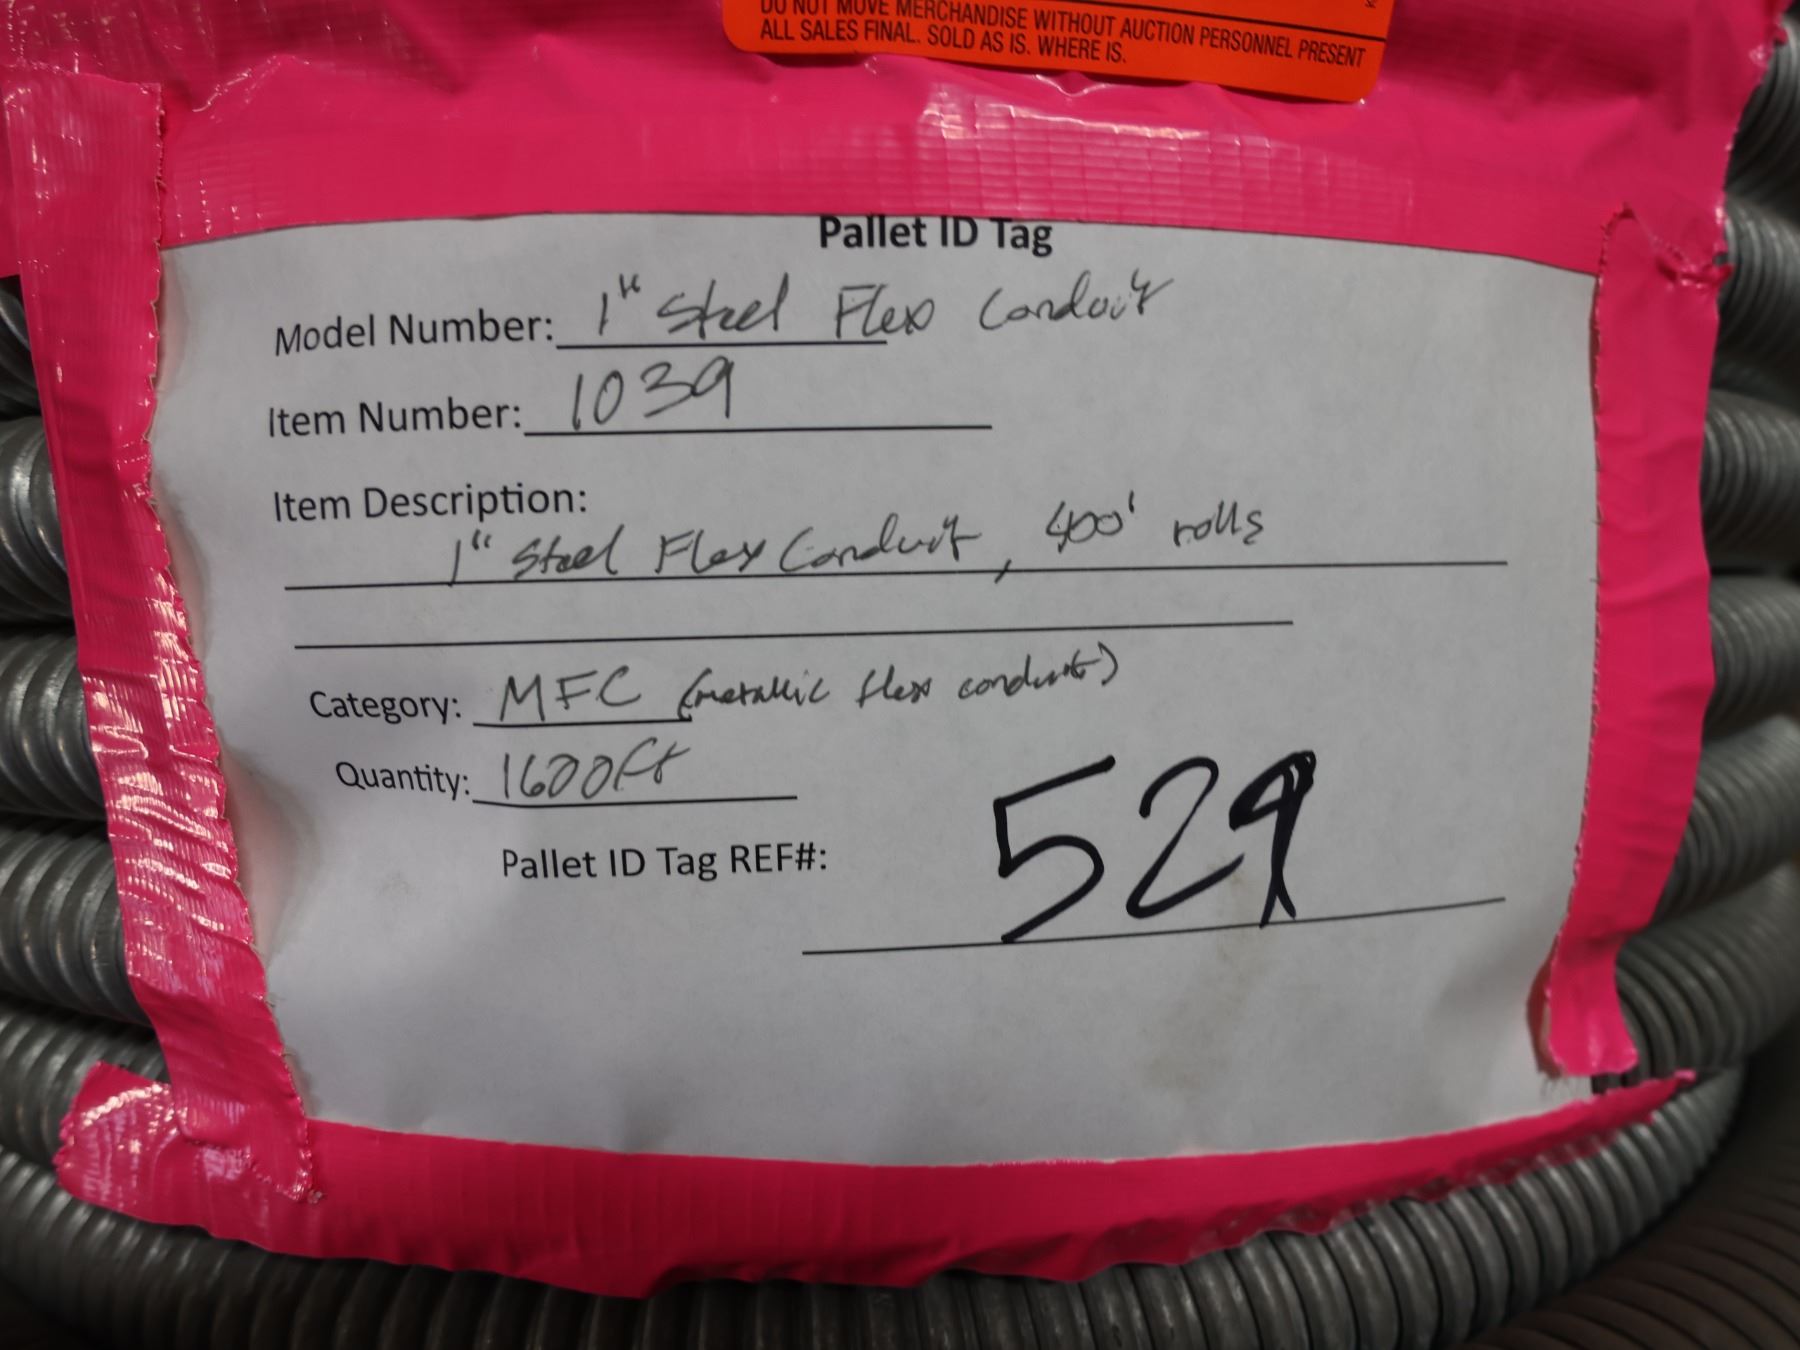 DO NOT MOVE MERCHANDISE WITHOUT AUCTION PERSONNEL PRESENT
ALL SALES FINAL. SOLD AS IS. WHERE IS.
Pallet ID Tag
Model Number: 1" Steel Flex Conduit
Item Number: 1039
Item Description:
1" Steel Flex Conduit, 400' rolls
Category: MFC (metallic flex conduit)
Quantity: 1600ft
Pallet ID Tag REF#: 529